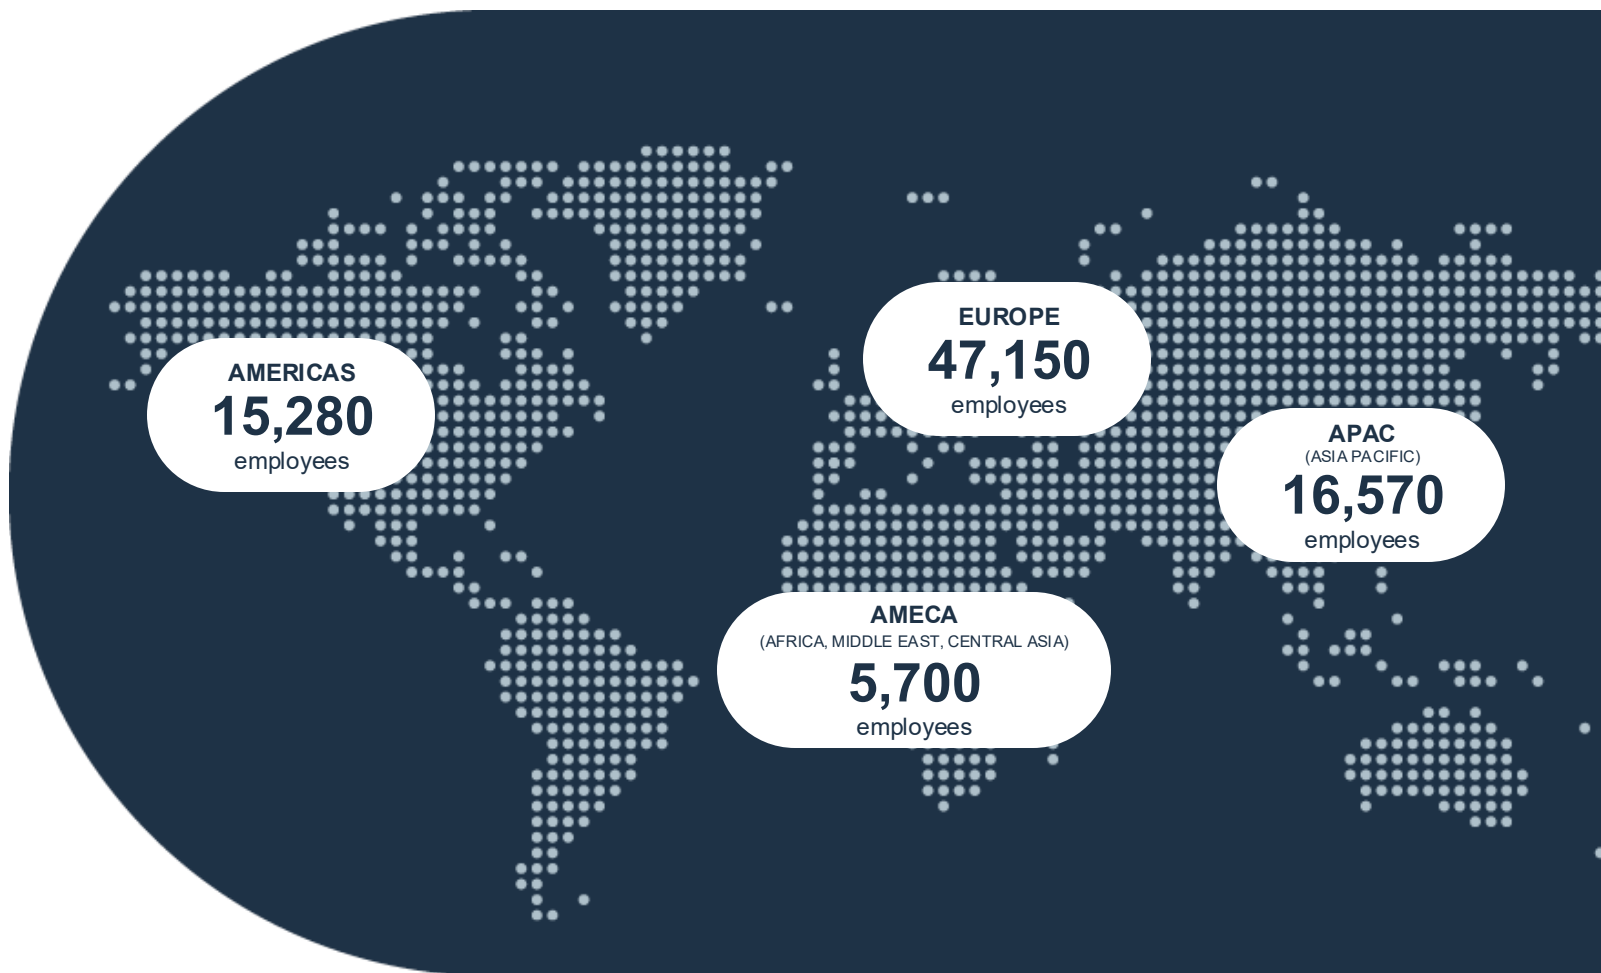 EUROPE
47,150
employees
AMERICAS
15,280
employees
APAC
(ASIA PACIFIC)
16,570
employees
AMECA
(AFRICA, MIDDLE EAST, CENTRAL ASIA)
5,700
employees